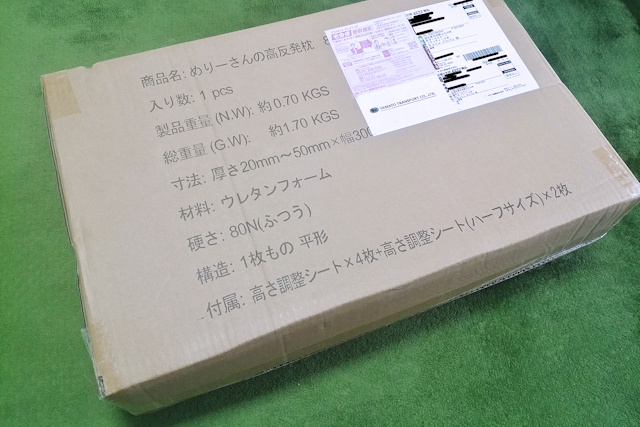 商品名: めりーさんの高反発枕
入り数: 1 pcs
製品重量 (N.W): 約 0.70 KGS
総重量 (G.W): 約1.70 KGS
寸法: 厚さ20mm～50mm×幅300
材料: ウレタンフォーム
硬さ: 80N(ふつう)
構造: 1枚もの 平形
付属: 高さ調整シート×4枚+高さ調整シート(ハーフサイズ)×2枚
YAMATO TRANSPORT CO., LTD.